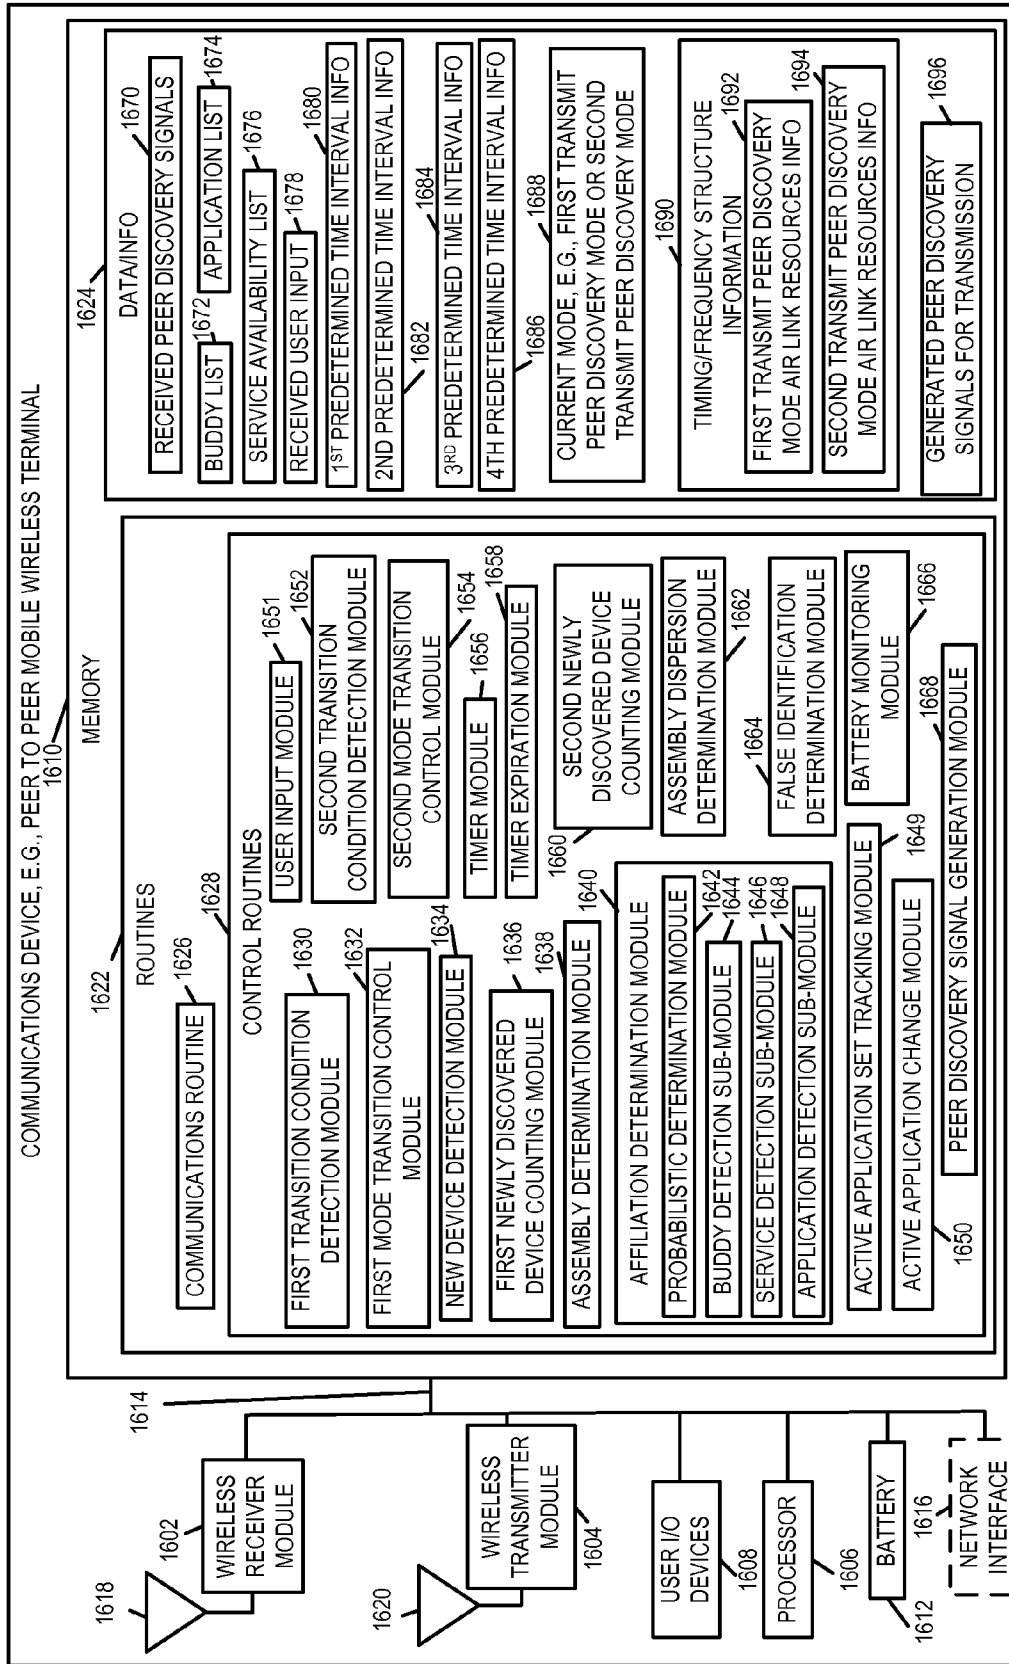 COMMUNICATIONS DEVICE, E.G., PEER TO PEER MOBILE WIRELESS TERMINAL
1610
MEMORY
1618
1602
WIRELESS
RECEIVER
MODULE
1620
WIRELESS
TRANSMITTER
MODULE
1604
USER I/O
DEVICES
1608
PROCESSOR
1606
BATTERY
1612
1616
NETWORK
INTERFACE
1614
1622
ROUTINES
1626
COMMUNICATIONS ROUTINE
1628
CONTROL ROUTINES
1630
FIRST TRANSITION CONDITION
DETECTION MODULE
1632
FIRST MODE TRANSITION CONTROL
MODULE
1634
NEW DEVICE DETECTION MODULE
1636
FIRST NEWLY DISCOVERED
DEVICE COUNTING MODULE
1638
ASSEMBLY DETERMINATION MODULE
1640
AFFILIATION DETERMINATION MODULE
PROBABILISTIC DETERMINATION MODULE
1642
BUDDY DETECTION SUB-MODULE
1644
SERVICE DETECTION SUB-MODULE
1646
APPLICATION DETECTION SUB-MODULE
1648
ACTIVE APPLICATION SET TRACKING MODULE
1649
ACTIVE APPLICATION CHANGE MODULE
1650
USER INPUT MODULE
1651
1652
SECOND TRANSITION
CONDITION DETECTION MODULE
SECOND MODE TRANSITION
CONTROL MODULE
1654
TIMER MODULE
1656
TIMER EXPIRATION MODULE
1658
SECOND NEWLY
DISCOVERED DEVICE
COUNTING MODULE
1660
ASSEMBLY DISPERSION
DETERMINATION MODULE
1662
1664
FALSE IDENTIFICATION
DETERMINATION MODULE
BATTERY MONITORING
MODULE
1666
1668
PEER DISCOVERY SIGNAL GENERATION MODULE
1624
DATA/INFO
1670
RECEIVED PEER DISCOVERY SIGNALS
1672
BUDDY LIST
1674
APPLICATION LIST
1676
SERVICE AVAILABILITY LIST
1678
RECEIVED USER INPUT
1680
1ST PREDETERMINED TIME INTERVAL INFO
2ND PREDETERMINED TIME INTERVAL INFO
1682
1684
3RD PREDETERMINED TIME INTERVAL INFO
4TH PREDETERMINED TIME INTERVAL INFO
1686
1688
CURRENT MODE, E.G., FIRST TRANSMIT
PEER DISCOVERY MODE OR SECOND
TRANSMIT PEER DISCOVERY MODE
1690
TIMING/FREQUENCY STRUCTURE
INFORMATION
1692
FIRST TRANSMIT PEER DISCOVERY
MODE AIR LINK RESOURCES INFO
1694
SECOND TRANSMIT PEER DISCOVERY
MODE AIR LINK RESOURCES INFO
1696
GENERATED PEER DISCOVERY
SIGNALS FOR TRANSMISSION